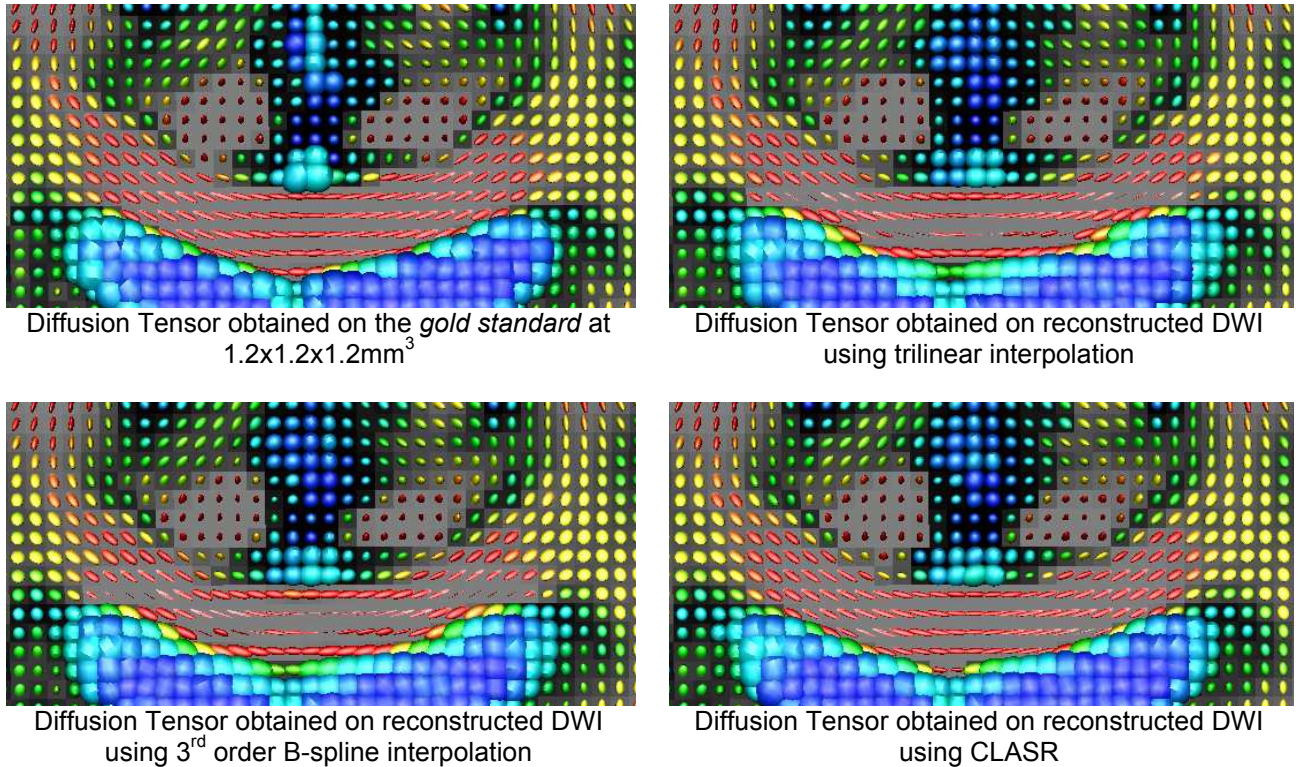 Diffusion Tensor obtained on the gold standard at
1.2x1.2x1.2mm³
Diffusion Tensor obtained on reconstructed DWI
using trilinear interpolation
Diffusion Tensor obtained on reconstructed DWI
using 3rd order B-spline interpolation
Diffusion Tensor obtained on reconstructed DWI
using CLASR